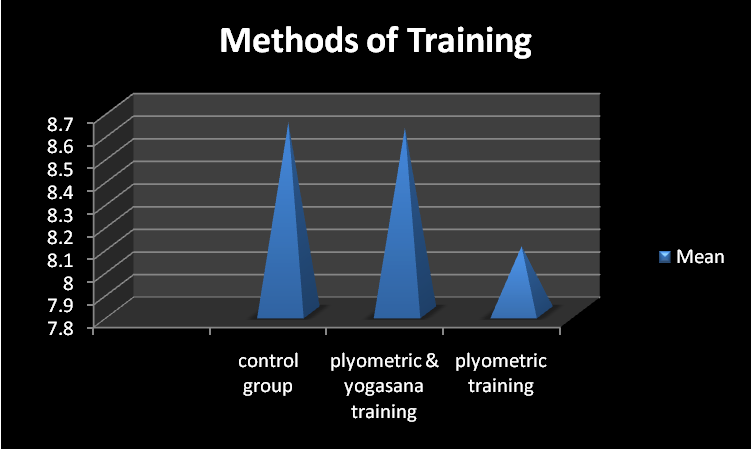 Methods of Training
8.7
8.6
8.5
8.4
8.3
8.2
8.1
8
7.9
7.8
control
group
plyometric &
yogasana
training
plyometric
training
Mean